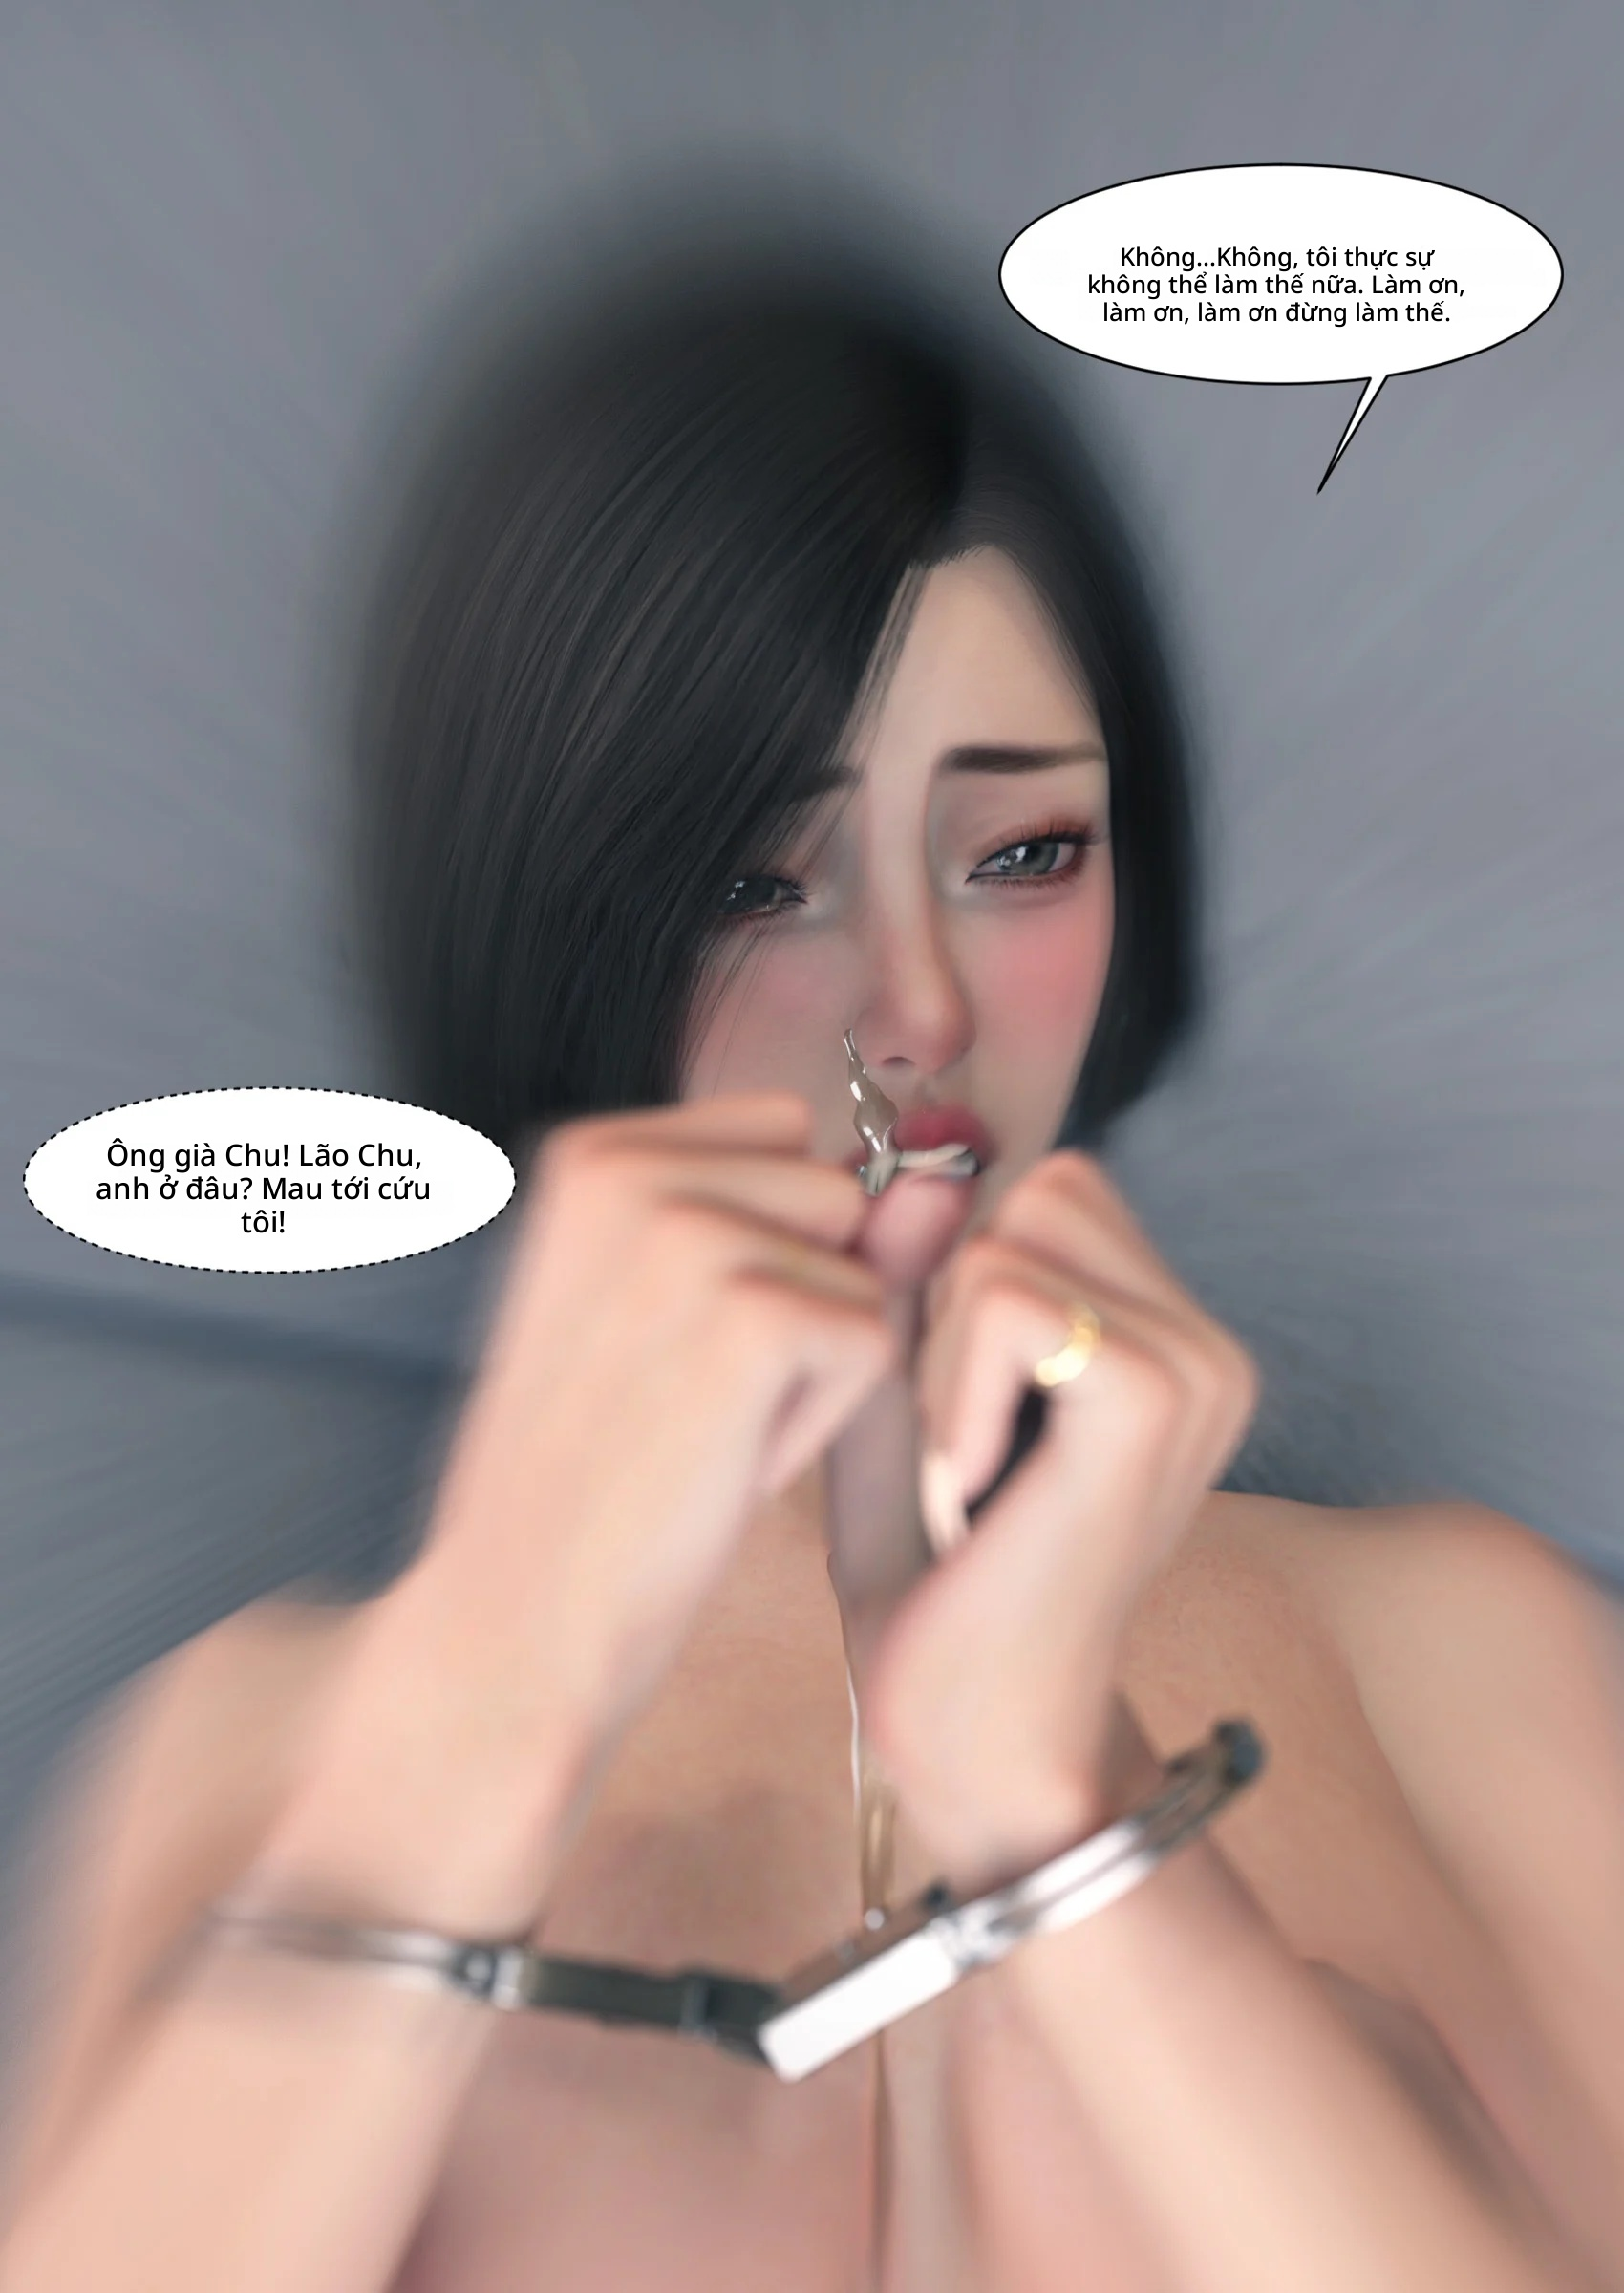 Không...Không, tôi thực sự
không thể làm thế nữa. Làm ơn,
làm ơn, làm ơn đừng làm thế.
Ông già Chu! Lão Chu,
anh ở đâu? Mau tới cứu
tôi!